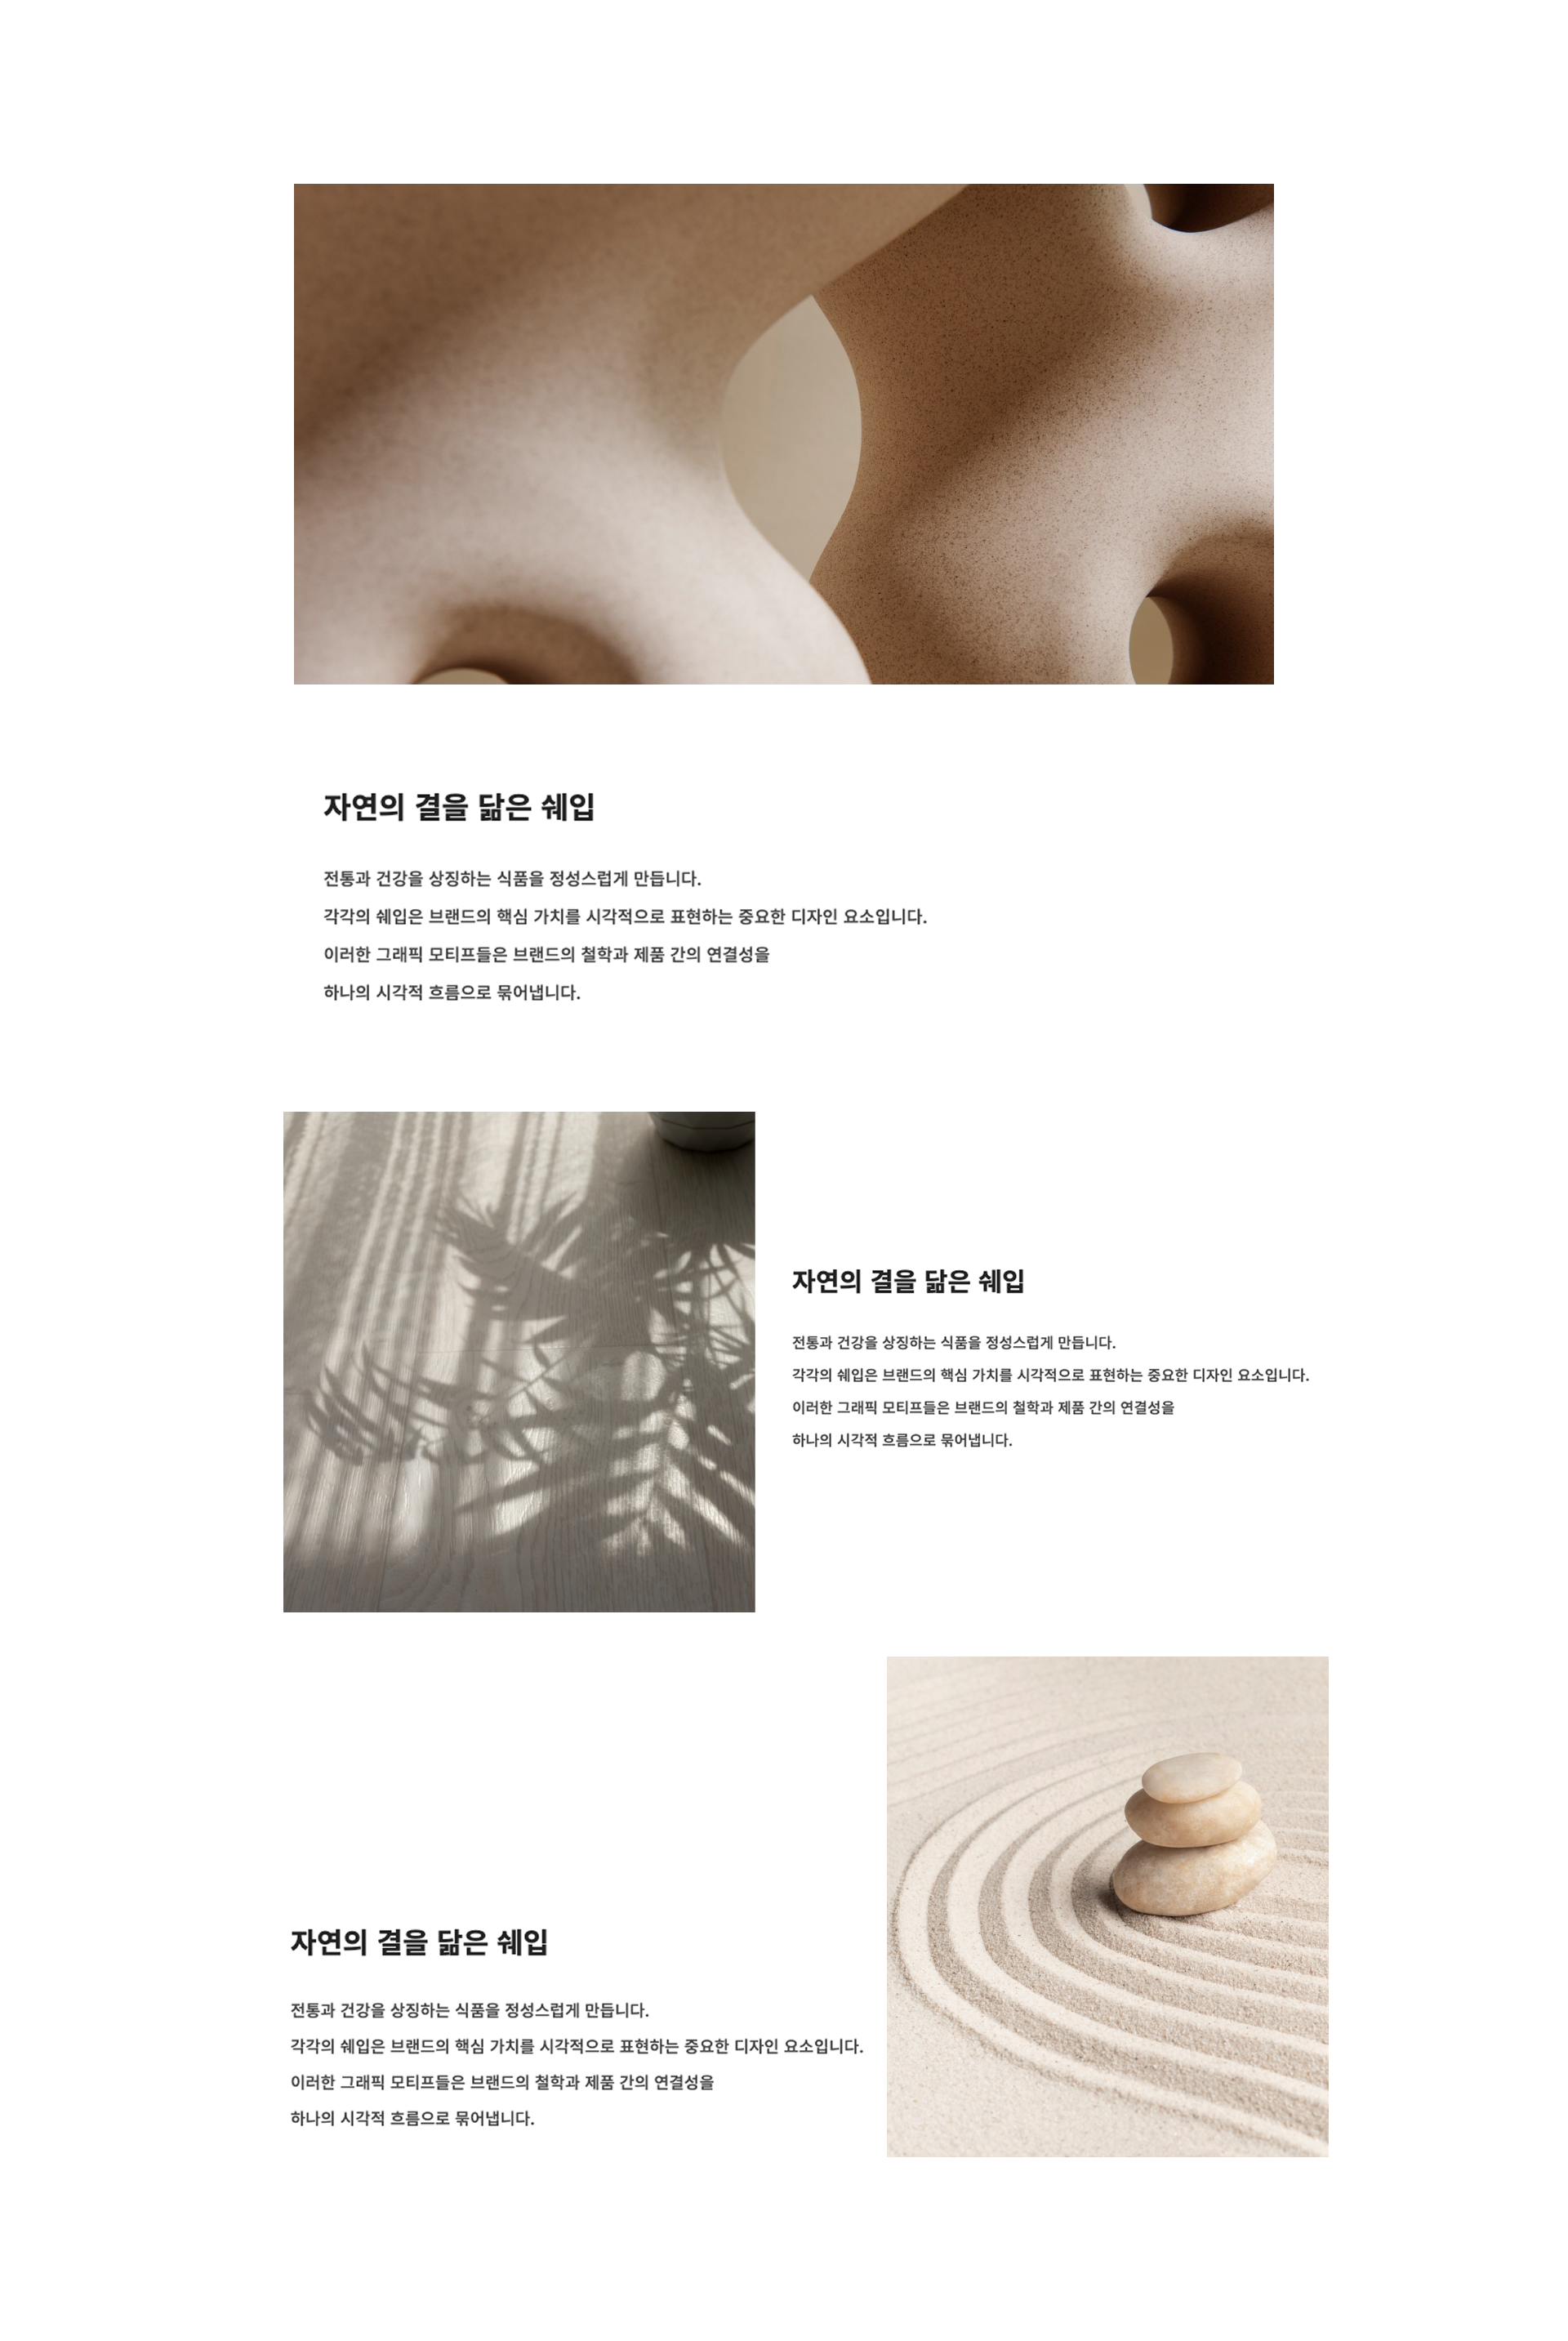 자연의 결을 닮은 쉐입
전통과 건강을 상징하는 식품을 정성스럽게 만듭니다.
각각의 쉐입은 브랜드의 핵심 가치를 시각적으로 표현하는 중요한 디자인 요소입니다.
이러한 그래픽 모티프들은 브랜드의 철학과 제품 간의 연결성을
하나의 시각적 흐름으로 묶어냅니다.
자연의 결을 닮은 쉐입
전통과 건강을 상징하는 식품을 정성스럽게 만듭니다.
각각의 쉐입은 브랜드의 핵심 가치를 시각적으로 표현하는 중요한 디자인 요소입니다.
이러한 그래픽 모티프들은 브랜드의 철학과 제품 간의 연결성을
하나의 시각적 흐름으로 묶어냅니다.
자연의 결을 닮은 쉐입
전통과 건강을 상징하는 식품을 정성스럽게 만듭니다.
각각의 쉐입은 브랜드의 핵심 가치를 시각적으로 표현하는 중요한 디자인 요소입니다.
이러한 그래픽 모티프들은 브랜드의 철학과 제품 간의 연결성을
하나의 시각적 흐름으로 묶어냅니다.